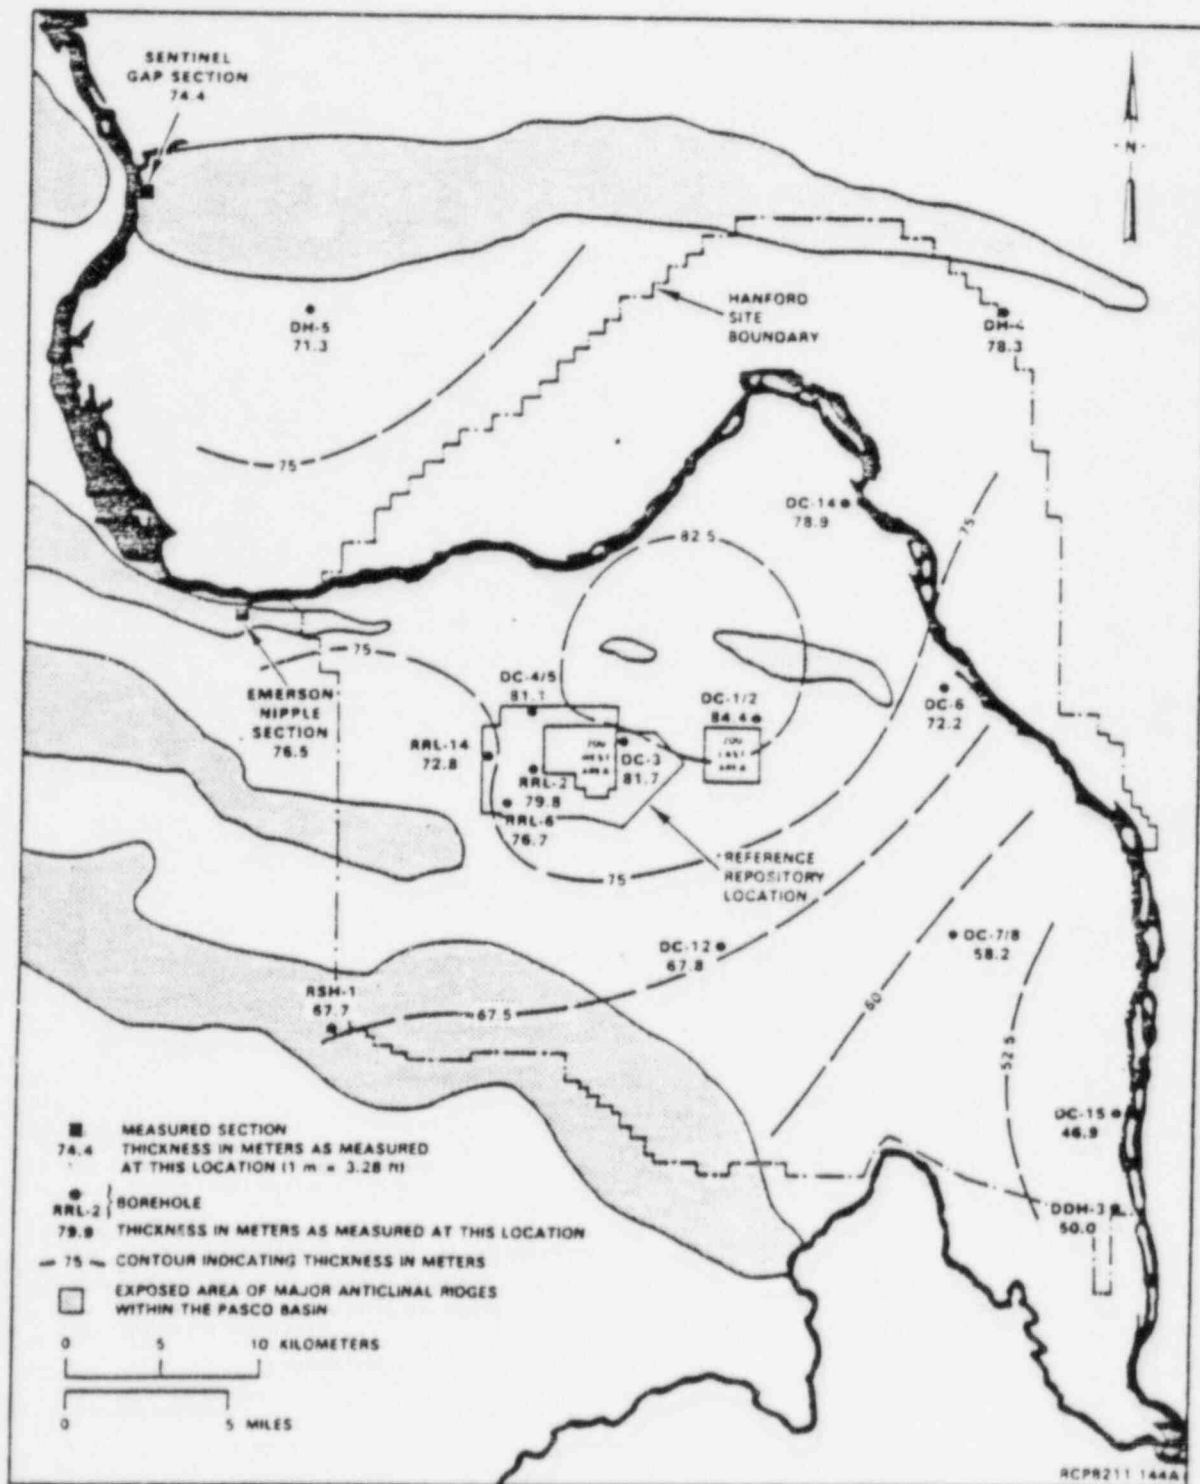 SENTINEL
GAP SECTION
74.4
N
HANFORD
SITE
BOUNDARY
DH-5
71.3
DH-4
78.3
75
DC-14
78.9
75
82.5
75
EMERSON
NIPPLE
SECTION
76.5
DC-4/5
81.1
DC-1/2
84.4
DC-6
72.2
RRL-14
72.8
200
WEST
AREA
DC-3
81.7
200
EAST
AREA
RRL-2
79.8
RRL-6
76.7
REFERENCE
REPOSITORY
LOCATION
75
DC-12
67.8
DC-7/8
58.2
RSH-1
67.7
67.5
60
52.5
DC-15
46.9
DDH-3
50.0
MEASURED SECTION
74.4 THICKNESS IN METERS AS MEASURED
AT THIS LOCATION (1 m = 3.28 ft)
RRL-2 } BOREHOLE
79.8 THICKNESS IN METERS AS MEASURED AT THIS LOCATION
75 CONTOUR INDICATING THICKNESS IN METERS
EXPOSED AREA OF MAJOR ANTICLINAL RIDGES
WITHIN THE PASCO BASIN
0 5 10 KILOMETERS
0 5 MILES
RCP8211-144A